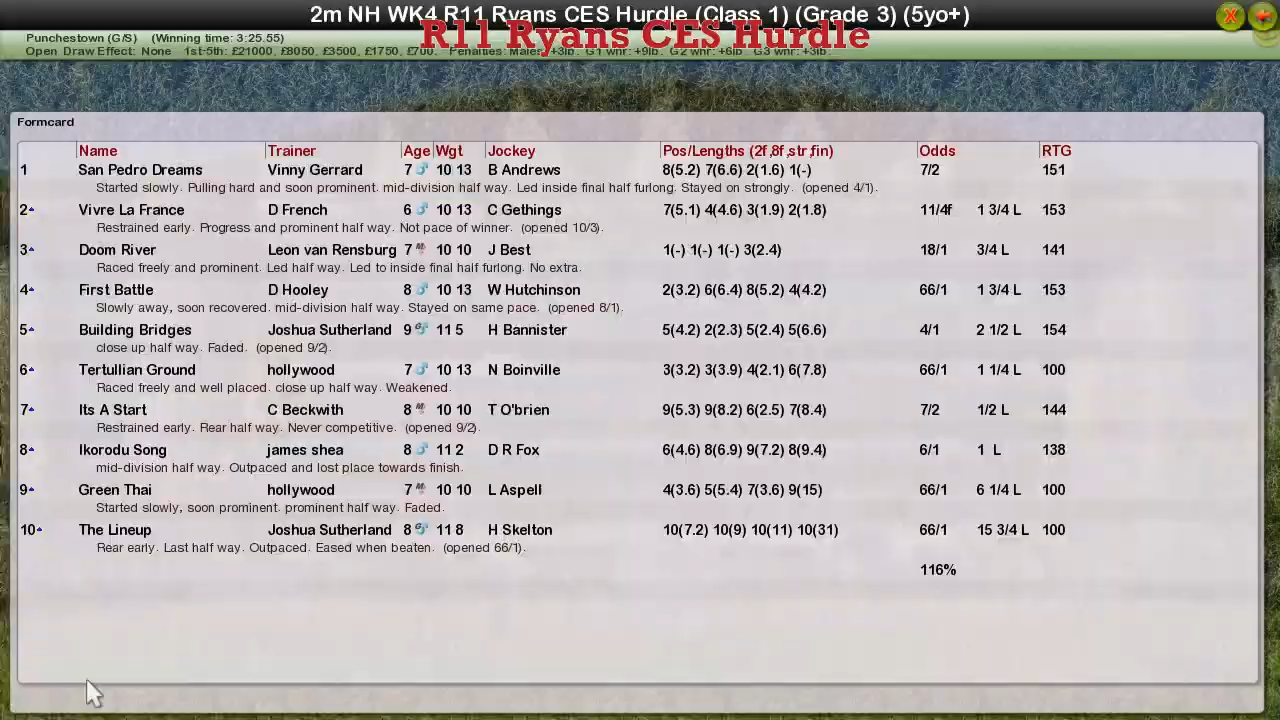 2m NH WK4 R11 Ryans CES Hurdle (Class 1) (Grade 3) (5yo+)
R11 Ryans CES Hurdle
Punchestown (G/S) (Winning time: 3:25.55)
Open Draw Effect: None 1st-5th: £21000, £8050, £3500, £1750, £700. Penalties: Males +3lb. G1 wnr: +9lb. G2 wnr: +6lb. G3 wnr: +3lb.
Formcard
Name Trainer Age Wgt Jockey Pos/Lengths (2f,8f,str,fin) Odds RTG
1 San Pedro Dreams Vinny Gerrard 7 10 13 B Andrews 8(5.2) 7(6.6) 2(1.6) 1(-) 7/2 151
Started slowly. Pulling hard and soon prominent. mid-division half way. Led inside final half furlong. Stayed on strongly. (opened 4/1).
2 Vivre La France D French 6 10 13 C Gethings 7(5.1) 4(4.6) 3(1.9) 2(1.8) 11/4f 1 3/4 L 153
Restrained early. Progress and prominent half way. Not pace of winner. (opened 10/3).
3 Doom River Leon van Rensburg 7 10 10 J Best 1(-) 1(-) 1(-) 3(2.4) 18/1 3/4 L 141
Raced freely and prominent. Led half way. Led to inside final half furlong. No extra.
4 First Battle D Hooley 8 10 13 W Hutchinson 2(3.2) 6(6.4) 8(5.2) 4(4.2) 66/1 1 3/4 L 153
Slowly away, soon recovered. mid-division half way. Stayed on same pace. (opened 8/1).
5 Building Bridges Joshua Sutherland 9 11 5 H Bannister 5(4.2) 2(2.3) 5(2.4) 5(6.6) 4/1 2 1/2 L 154
close up half way. Faded. (opened 9/2).
6 Tertullian Ground hollywood 7 10 13 N Boinville 3(3.2) 3(3.9) 4(2.1) 6(7.8) 66/1 1 1/4 L 100
Raced freely and well placed. close up half way. Weakened.
7 Its A Start C Beckwith 8 10 10 T O'brien 9(5.3) 9(8.2) 6(2.5) 7(8.4) 7/2 1/2 L 144
Restrained early. Rear half way. Never competitive. (opened 9/2).
8 Ikorodu Song james shea 8 11 2 D R Fox 6(4.6) 8(6.9) 9(7.2) 8(9.4) 6/1 1 L 138
mid-division half way. Outpaced and lost place towards finish.
9 Green Thai hollywood 7 10 10 L Aspell 4(3.6) 5(5.4) 7(3.6) 9(15) 66/1 6 1/4 L 100
Started slowly, soon prominent. prominent half way. Faded.
10 The Lineup Joshua Sutherland 8 11 8 H Skelton 10(7.2) 10(9) 10(11) 10(31) 66/1 15 3/4 L 100
Rear early. Last half way. Outpaced. Eased when beaten. (opened 66/1).
116%